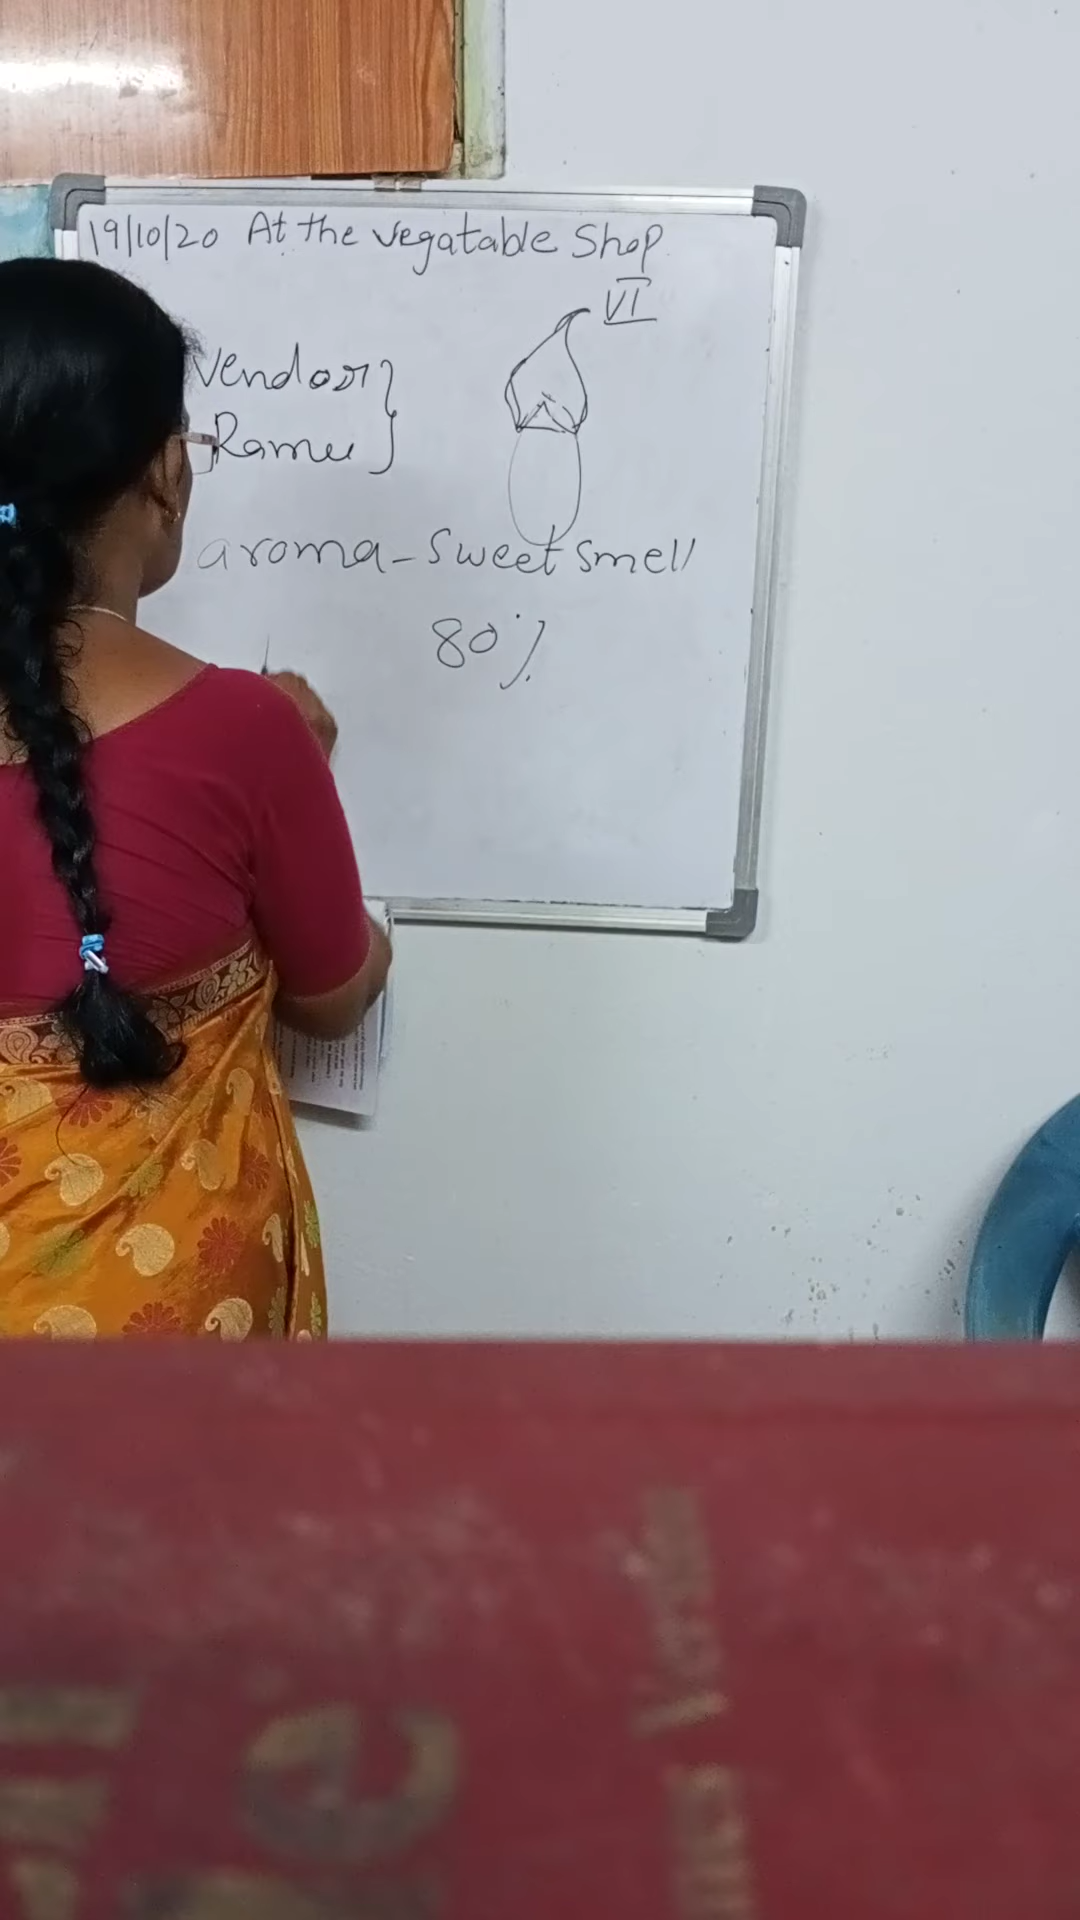 19/10/20 At the vegatable Shop
VI
Vendor
Ramu
aroma - Sweet smell
80%